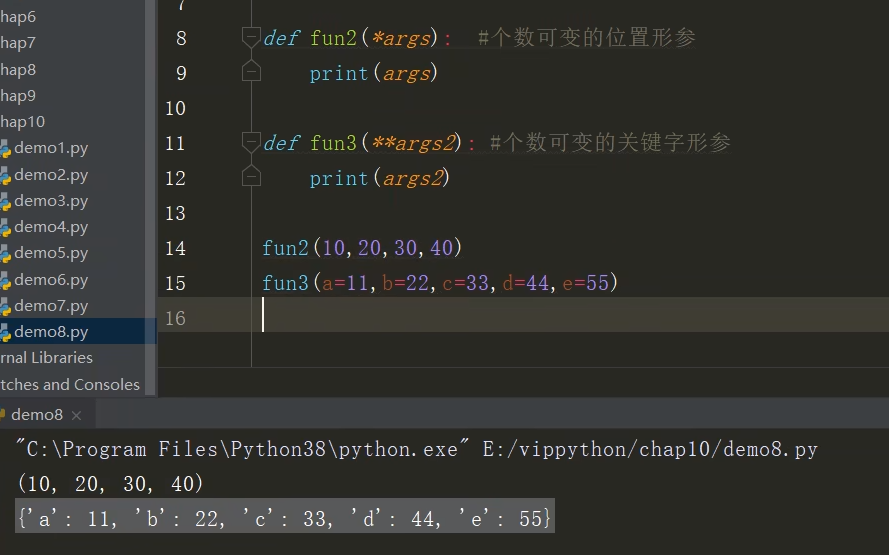 hap6
hap7
hap8
hap9
hap10
demo1.py
demo2.py
demo3.py
demo4.py
demo5.py
demo6.py
demo7.py
demo8.py
rnal Libraries
tches and Consoles
7
8 def fun2(*args): #个数可变的位置形参
9 print(args)
10
11 def fun3(**args2): #个数可变的关键字形参
12 print(args2)
13
14 fun2(10,20,30,40)
15 fun3(a=11,b=22,c=33,d=44,e=55)
16
demo8 ×
"C:\Program Files\Python38\python.exe" E:/vippython/chap10/demo8.py
(10, 20, 30, 40)
{'a': 11, 'b': 22, 'c': 33, 'd': 44, 'e': 55}